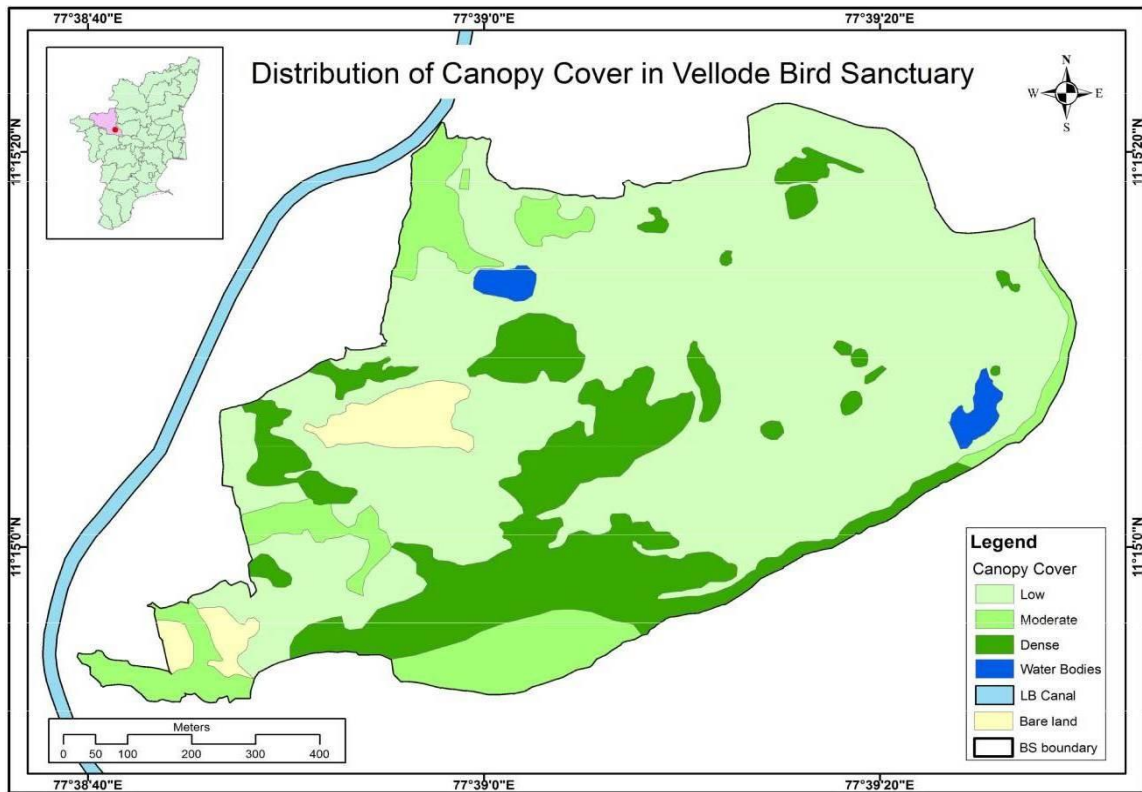 77°38'40"E 77°39'0"E 77°39'20"E
Distribution of Canopy Cover in Vellode Bird Sanctuary
N
W E
S
11°15'20"N 11°15'20"N
11°15'0"N 11°15'0"N
Legend
Canopy Cover
Low
Moderate
Dense
Water Bodies
LB Canal
Bare land
BS boundary
Meters
0 50 100 200 300 400
77°38'40"E 77°39'0"E 77°39'20"E